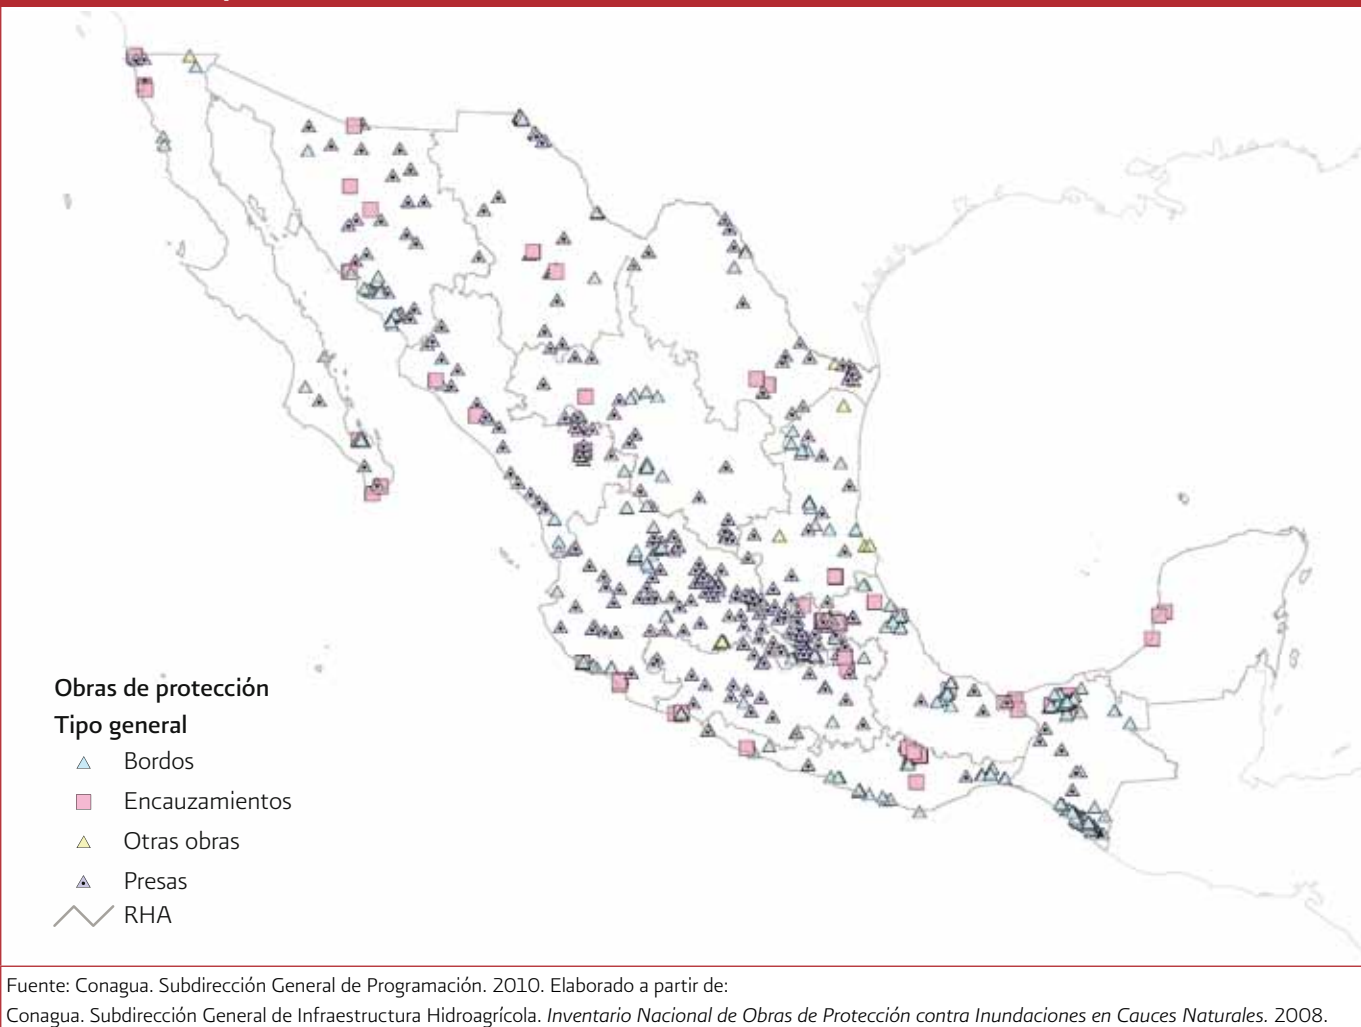 Obras de protección
Tipo general
Bordos
Encauzamientos
Otras obras
Presas
RHA
Fuente: Conagua. Subdirección General de Programación. 2010. Elaborado a partir de:
Conagua. Subdirección General de Infraestructura Hidroagrícola. Inventario Nacional de Obras de Protección contra Inundaciones en Cauces Naturales. 2008.